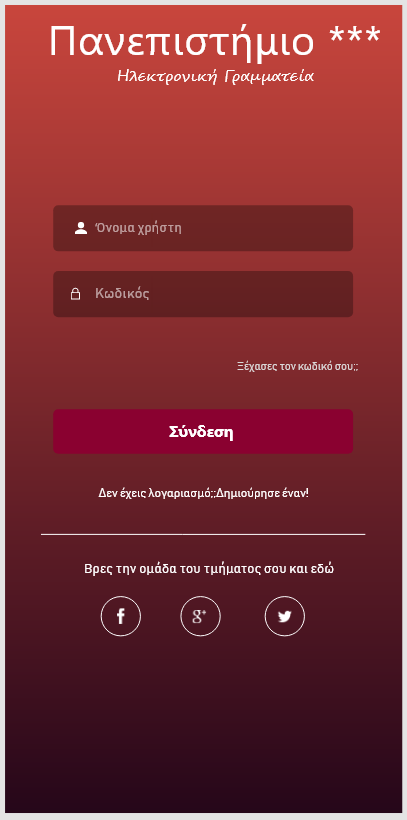 Πανεπιστήμιο ***
Ηλεκτρονική Γραμματεία
Όνομα χρήστη
Κωδικός
Ξέχασες τον κωδικό σου;;
Σύνδεση
Δεν έχεις λογαριασμό;;Δημιούρησε έναν!
Βρες την ομάδα του τμήματος σου και εδώ
f
g+